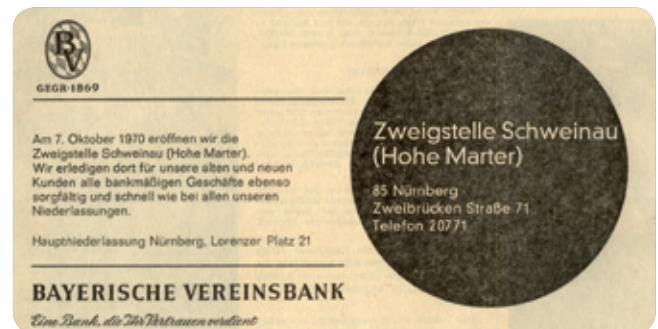 BV
GEGR·1869
Am 7. Oktober 1970 eröffnen wir die
Zweigstelle Schweinau (Hohe Marter).
Wir erledigen dort für unsere alten und neuen
Kunden alle bankmäßigen Geschäfte ebenso
sorgfältig und schnell wie bei allen unseren
Niederlassungen.
Hauptniederlassung Nürnberg, Lorenzer Platz 21
BAYERISCHE VEREINSBANK
Eine Bank, die Ihr Vertrauen verdient
Zweigstelle Schweinau
(Hohe Marter)
85 Nürnberg
Zweibrücken Straße 71
Telefon 20771